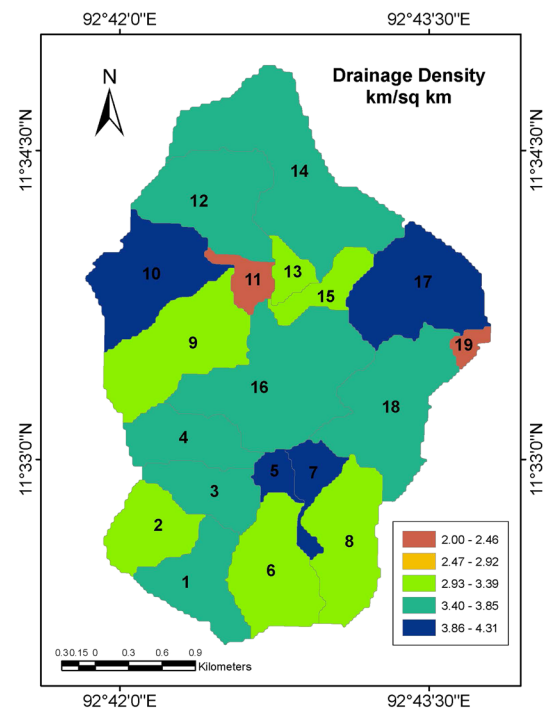 92°42'0"E 92°43'30"E
N
Drainage Density
km/sq km
11°34'30"N 11°34'30"N
14
12
10
11
13
15
17
9
19
16
18
4
5
7
3
2
8
6
1
11°33'0"N 11°33'0"N
2.00 - 2.46
2.47 - 2.92
2.93 - 3.39
3.40 - 3.85
3.86 - 4.31
0.30.15 0 0.3 0.6 0.9
Kilometers
92°42'0"E 92°43'30"E